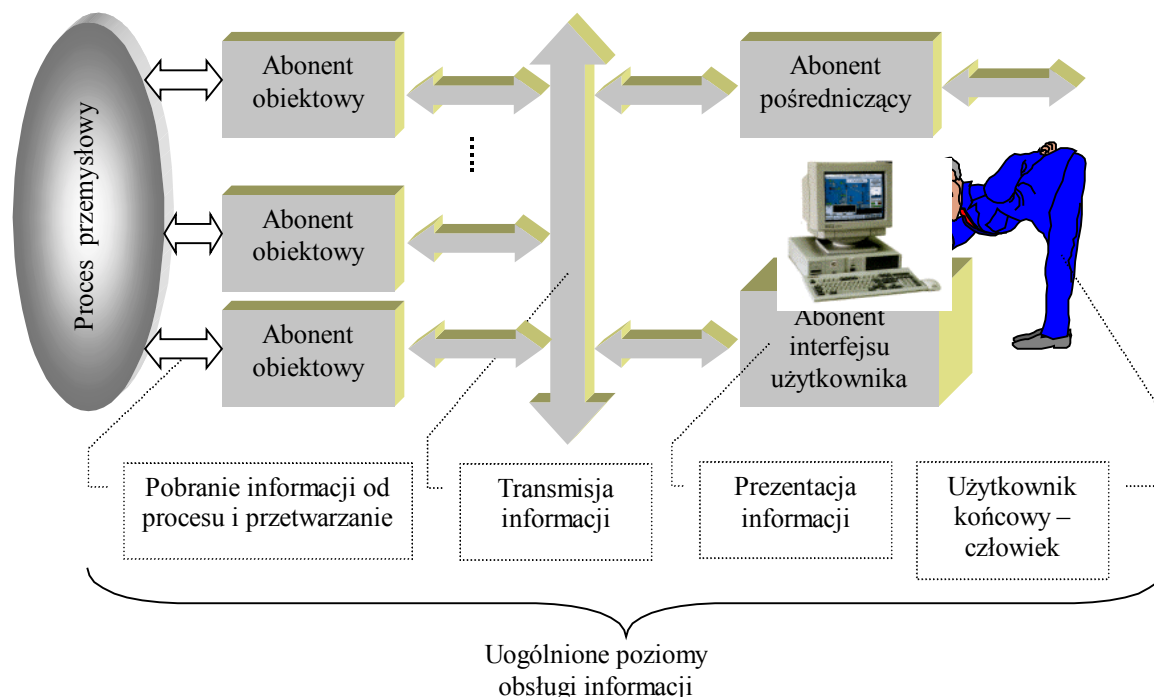 Proces przemysłowy
Abonent
obiektowy
Abonent
pośredniczący
Abonent
obiektowy
Abonent
obiektowy
Abonent
interfejsu
użytkownika
Pobranie informacji od
procesu i przetwarzanie
Transmisja
informacji
Prezentacja
informacji
Użytkownik
końcowy –
człowiek
Uogólnione poziomy
obsługi informacji